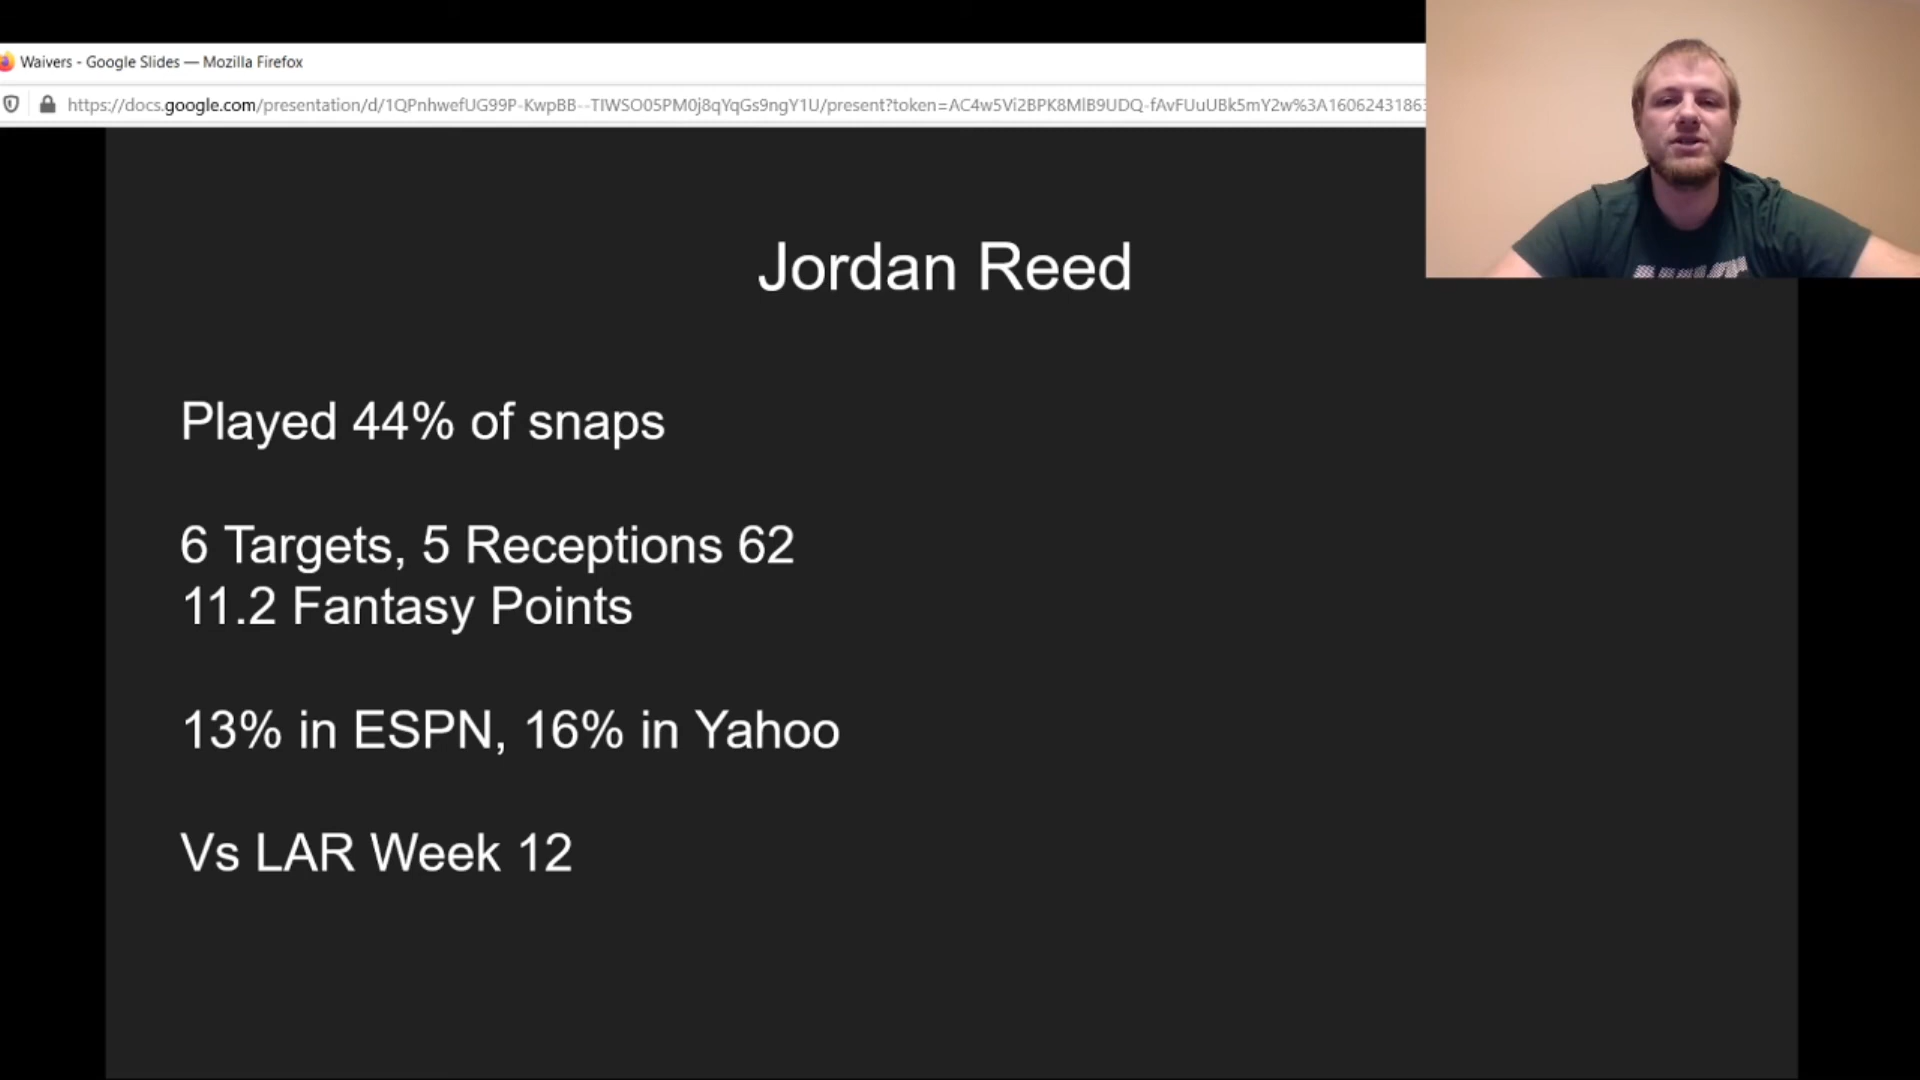 Waivers - Google Slides — Mozilla Firefox
https://docs.google.com/presentation/d/1QPnhwefUG99P-KwpBB--TIWSO05PM0j8qYqGs9ngY1U/present?token=AC4w5Vi2BPK8MlB9UDQ-fAvFUuUBk5mY2w%3A1606243186
Jordan Reed
Played 44% of snaps
6 Targets, 5 Receptions 62
11.2 Fantasy Points
13% in ESPN, 16% in Yahoo
Vs LAR Week 12